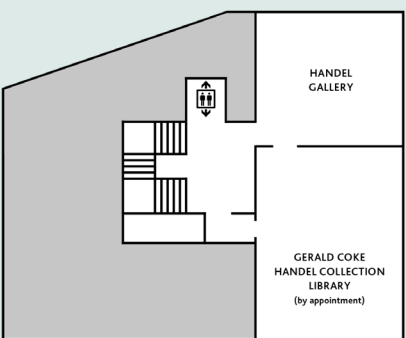 HANDEL
GALLERY
GERALD COKE
HANDEL COLLECTION
LIBRARY
(by appointment)